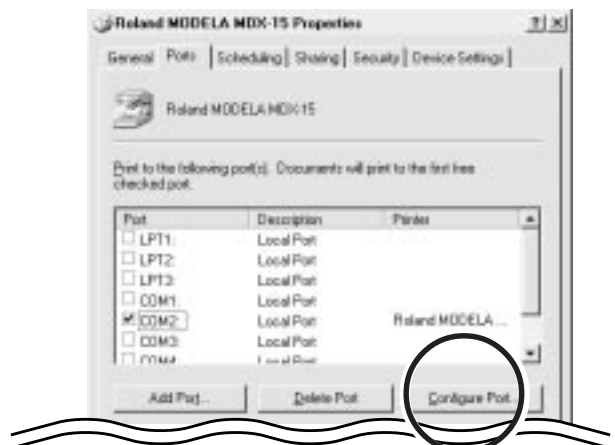 Roland MODELA MDX-15 Properties
General Ports Scheduling Sharing Security Device Settings
Roland MODELA MDX-15
Print to the following port(s). Documents will print to the first free
checked port.
Port Description Printer
LPT1: Local Port
LPT2: Local Port
LPT3: Local Port
COM1: Local Port
COM2: Local Port Roland MODELA ...
COM3: Local Port
COM4: Local Port
Add Port... Delete Port Configure Port...